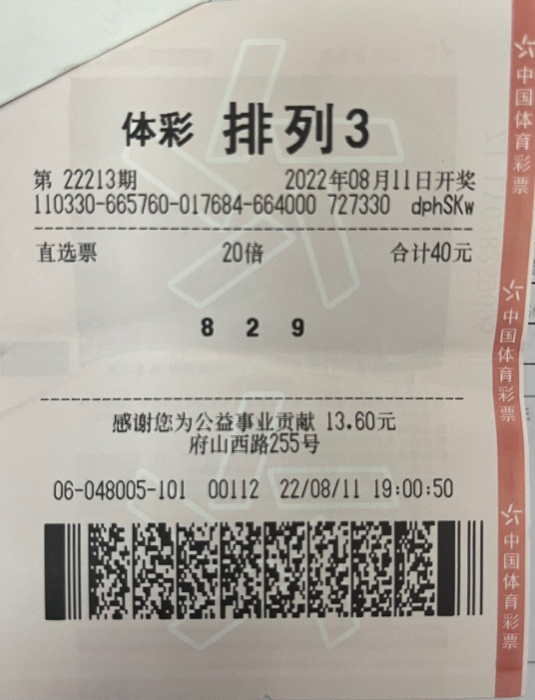 体彩 排列3
第 22213期 2022年08月11日开奖
110330-665760-017684-664000 727330 dphSKw
直选票 20倍 合计40元
8 2 9
感谢您为公益事业贡献 13.60元
府山西路255号
06-048005-101 00112 22/08/11 19:00:50
中国体育彩票
中国体育彩票
中国体育彩票